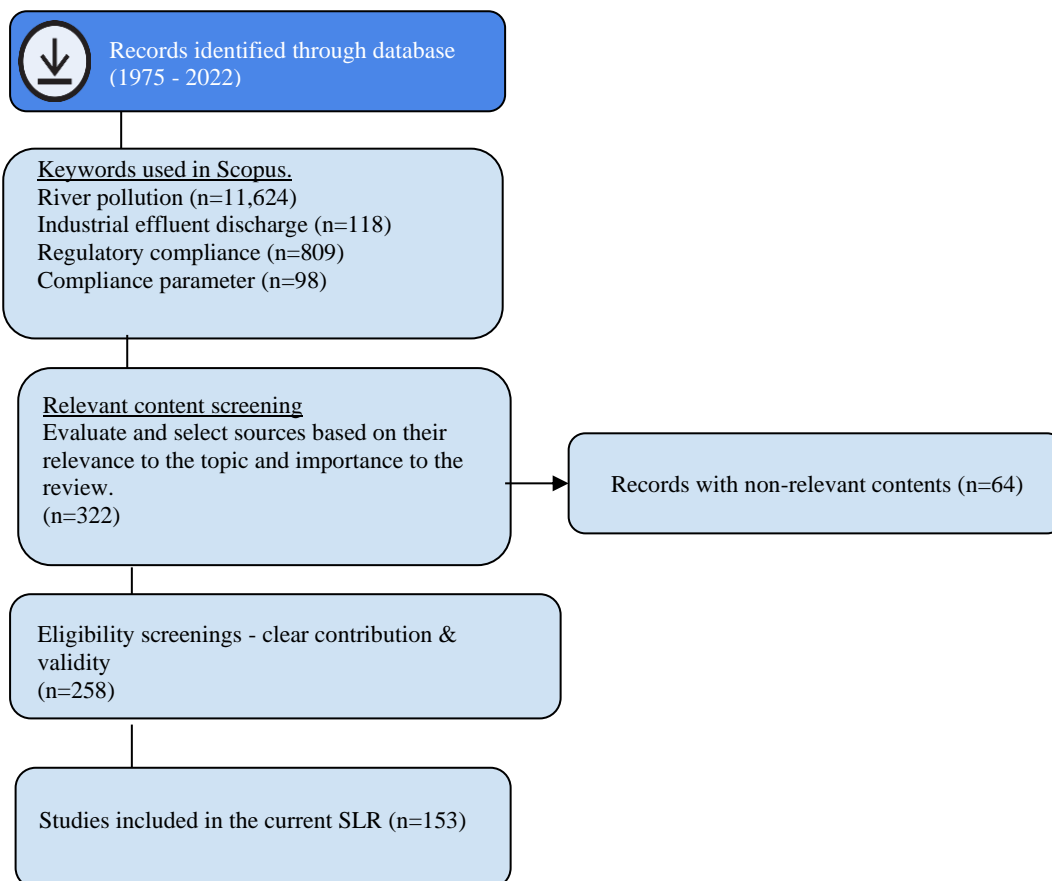 Records identified through database
(1975 - 2022)
Keywords used in Scopus.
River pollution (n=11,624)
Industrial effluent discharge (n=118)
Regulatory compliance (n=809)
Compliance parameter (n=98)
Relevant content screening
Evaluate and select sources based on their
relevance to the topic and importance to the
review.
(n=322)
Records with non-relevant contents (n=64)
Eligibility screenings - clear contribution &
validity
(n=258)
Studies included in the current SLR (n=153)